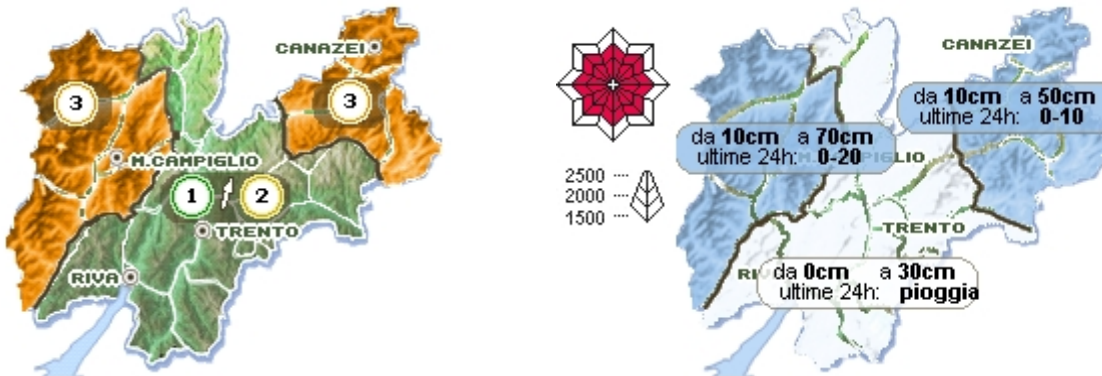 CANAZEI
3
3
M.CAMPIGLIO
1
2
TRENTO
RIVA
CANAZEI
da 10cm a 50cm
ultime 24h: 0-10
da 10cm a 70cm
ultime 24h: 0-20
2500
2000
1500
TRENTO
da 0cm a 30cm
ultime 24h: pioggia